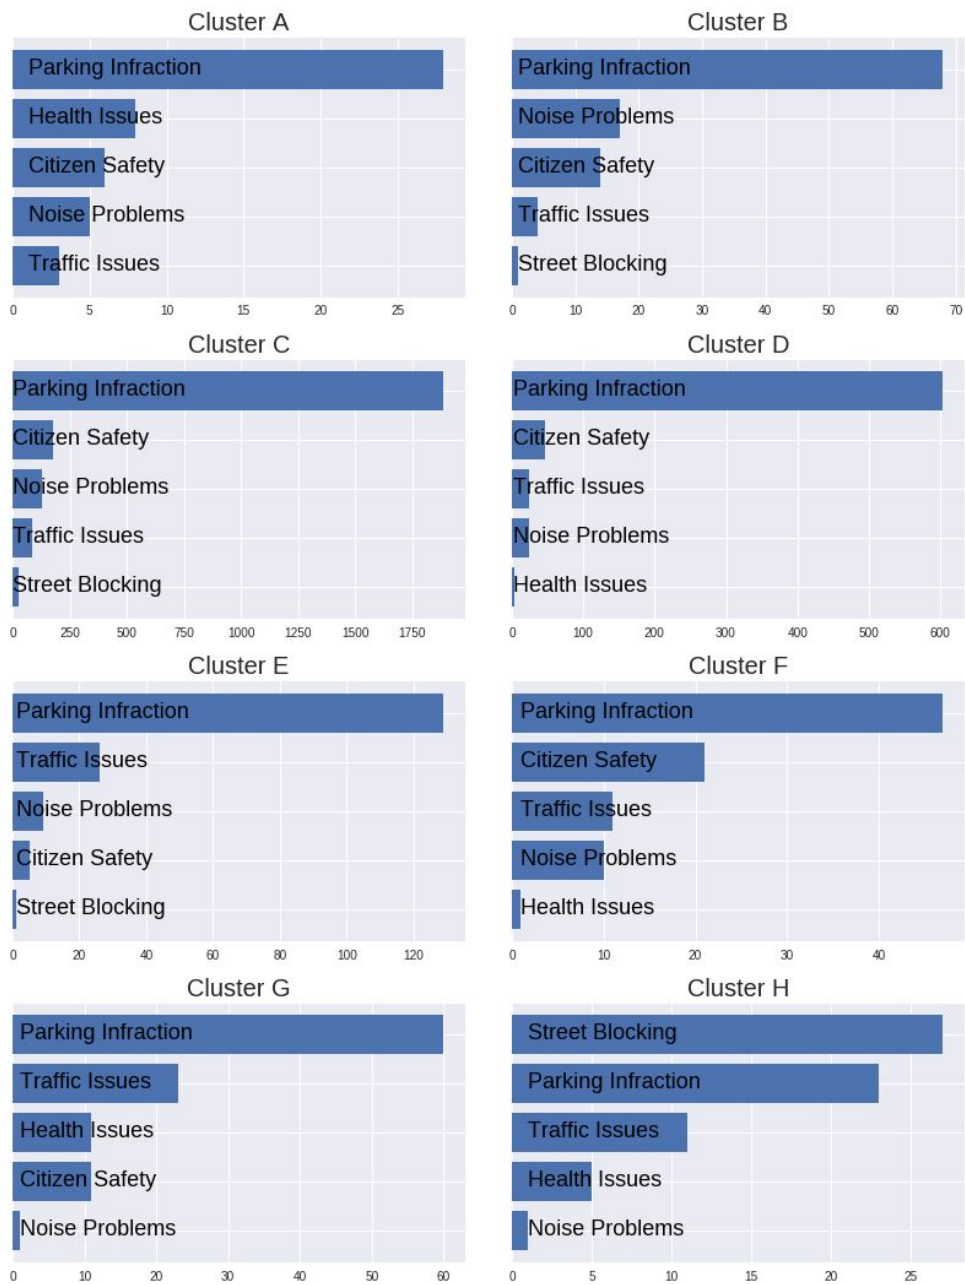 Cluster A
Parking Infraction
Health Issues
Citizen Safety
Noise Problems
Traffic Issues
0 5 10 15 20 25
Cluster B
Parking Infraction
Noise Problems
Citizen Safety
Traffic Issues
Street Blocking
0 10 20 30 40 50 60 70
Cluster C
Parking Infraction
Citizen Safety
Noise Problems
Traffic Issues
Street Blocking
0 250 500 750 1000 1250 1500 1750
Cluster D
Parking Infraction
Citizen Safety
Traffic Issues
Noise Problems
Health Issues
0 100 200 300 400 500 600
Cluster E
Parking Infraction
Traffic Issues
Noise Problems
Citizen Safety
Street Blocking
0 20 40 60 80 100 120
Cluster F
Parking Infraction
Citizen Safety
Traffic Issues
Noise Problems
Health Issues
0 10 20 30 40
Cluster G
Parking Infraction
Traffic Issues
Health Issues
Citizen Safety
Noise Problems
0 10 20 30 40 50 60
Cluster H
Street Blocking
Parking Infraction
Traffic Issues
Health Issues
Noise Problems
0 5 10 15 20 25